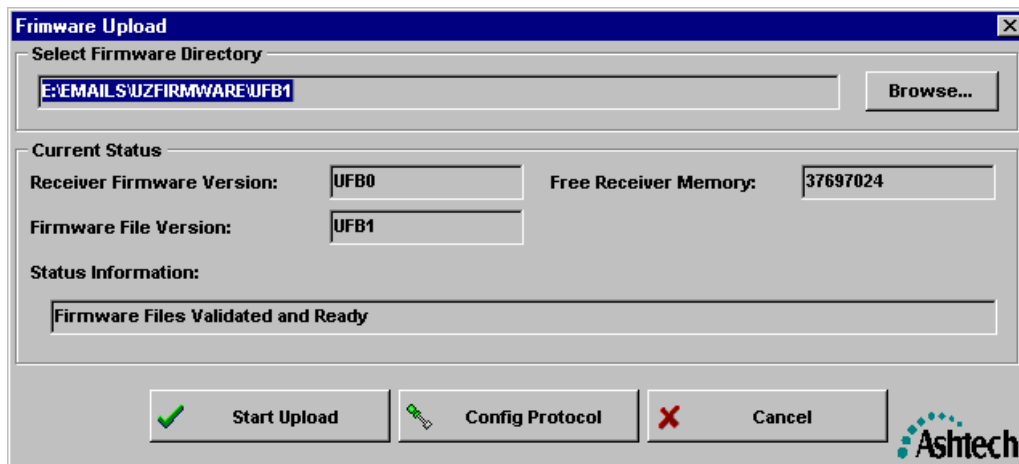 Frimware Upload
Select Firmware Directory
E:\EMAILS\UZFIRMWARE\UFB1
Browse...
Current Status
Receiver Firmware Version: UFB0 Free Receiver Memory: 37697024
Firmware File Version: UFB1
Status Information:
Firmware Files Validated and Ready
Start Upload Config Protocol Cancel
Ashtech